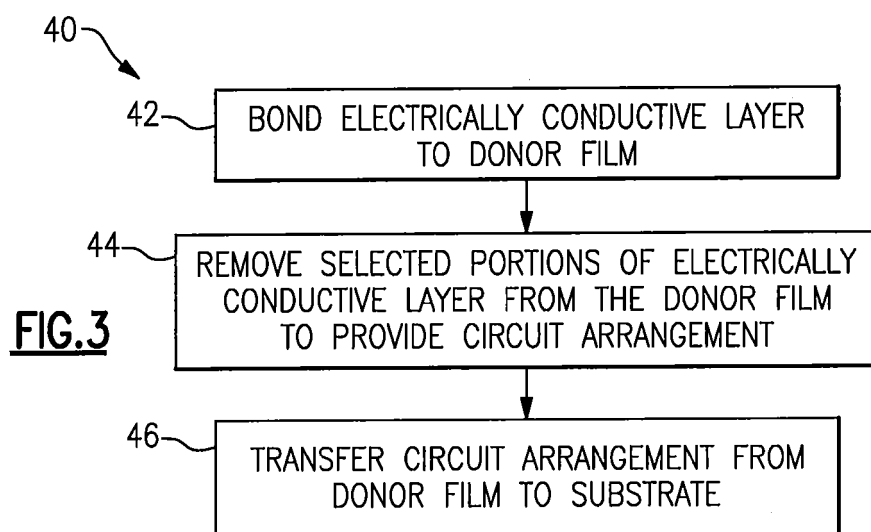 40
42
BOND ELECTRICALLY CONDUCTIVE LAYER
TO DONOR FILM
44
REMOVE SELECTED PORTIONS OF ELECTRICALLY
CONDUCTIVE LAYER FROM THE DONOR FILM
TO PROVIDE CIRCUIT ARRANGEMENT
FIG.3
46
TRANSFER CIRCUIT ARRANGEMENT FROM
DONOR FILM TO SUBSTRATE